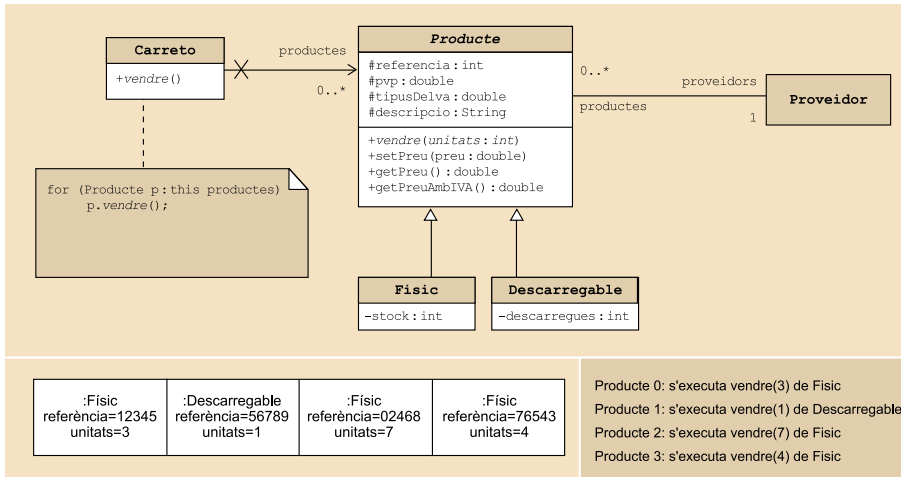 Carreto
+vendre()
productes
0..*
Producte
#referencia:int
#pvp:double
#tipusDelva:double
#descripcio:String
+vendre(unitats:int)
+setPreu(preu:double)
+getPreu():double
+getPreuAmbIVA():double
0..*
productes
proveidors
1
Proveidor
for (Producte p:this productes)
p.vendre();
Fisic
-stock:int
Descarregable
-descarregues:int
:Físic
referència=12345
unitats=3
:Descarregable
referència=56789
unitats=1
:Físic
referència=02468
unitats=7
:Físic
referència=76543
unitats=4
Producte 0: s'executa vendre(3) de Fisic
Producte 1: s'executa vendre(1) de Descarregable
Producte 2: s'executa vendre(7) de Fisic
Producte 3: s'executa vendre(4) de Fisic